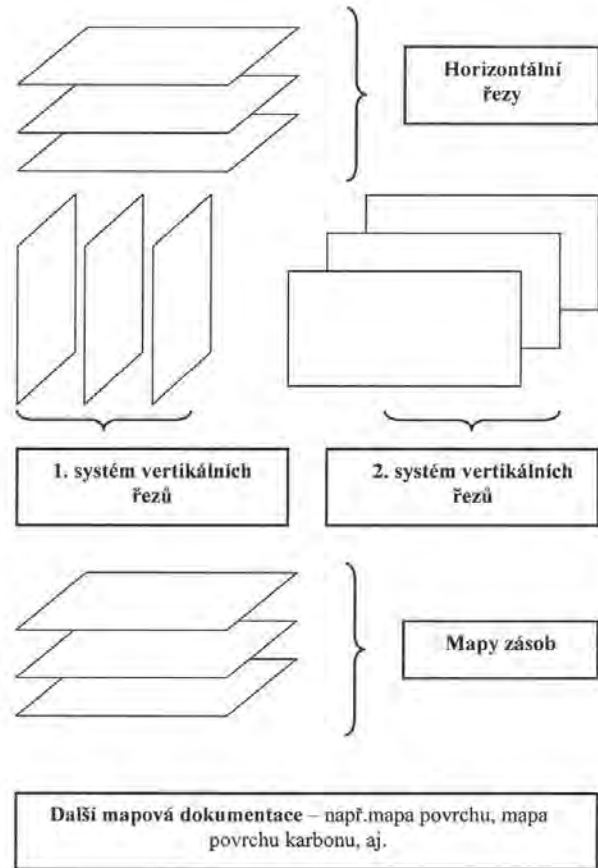 Horizontální
řezy
1. systém vertikálních
řezů
2. systém vertikálních
řezů
Mapy zásob
Další mapová dokumentace – např.mapa povrchu, mapa
povrchu karbonu, aj.